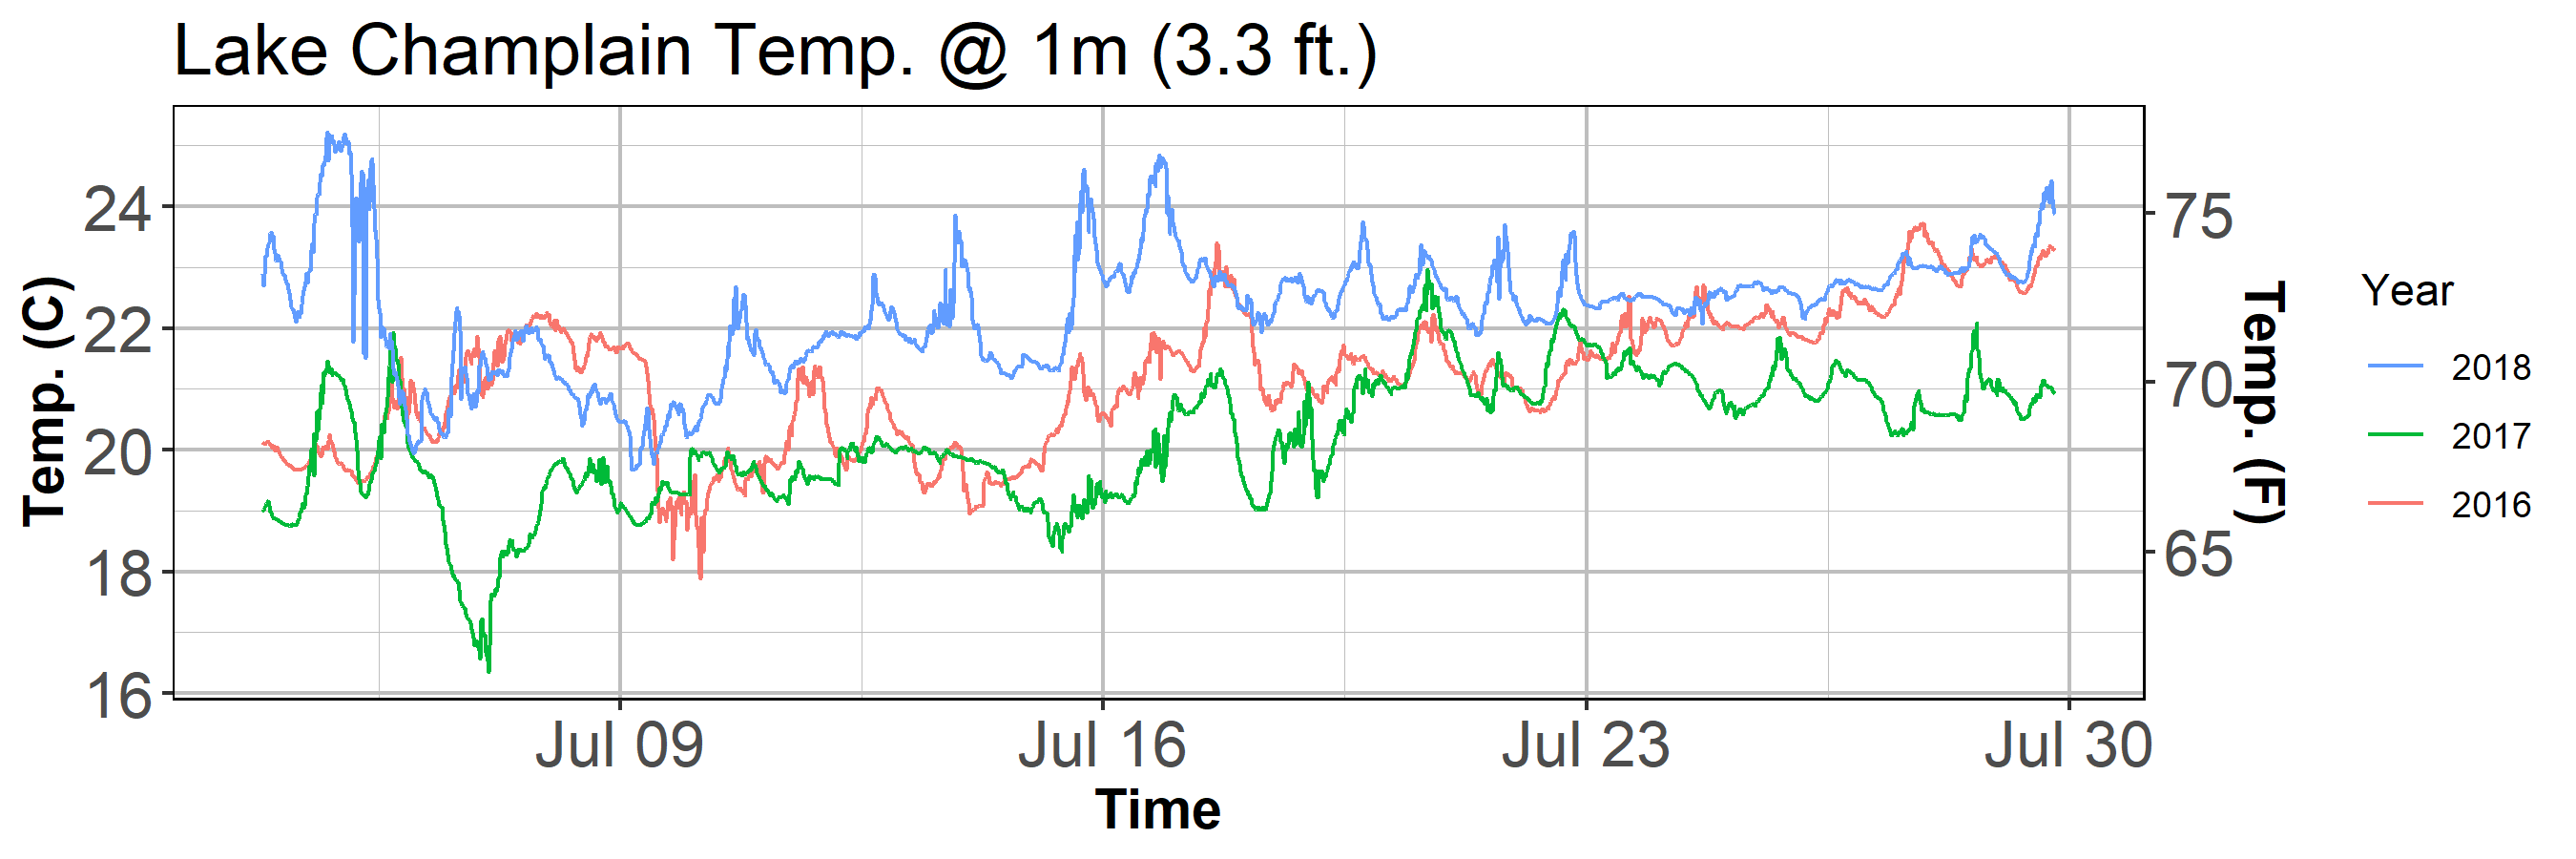 Lake Champlain Temp. @ 1m (3.3 ft.)
Temp. (C)
24
22
20
18
16
75
70
65
Temp. (F)
Jul 09
Jul 16
Jul 23
Jul 30
Time
Year
2018
2017
2016